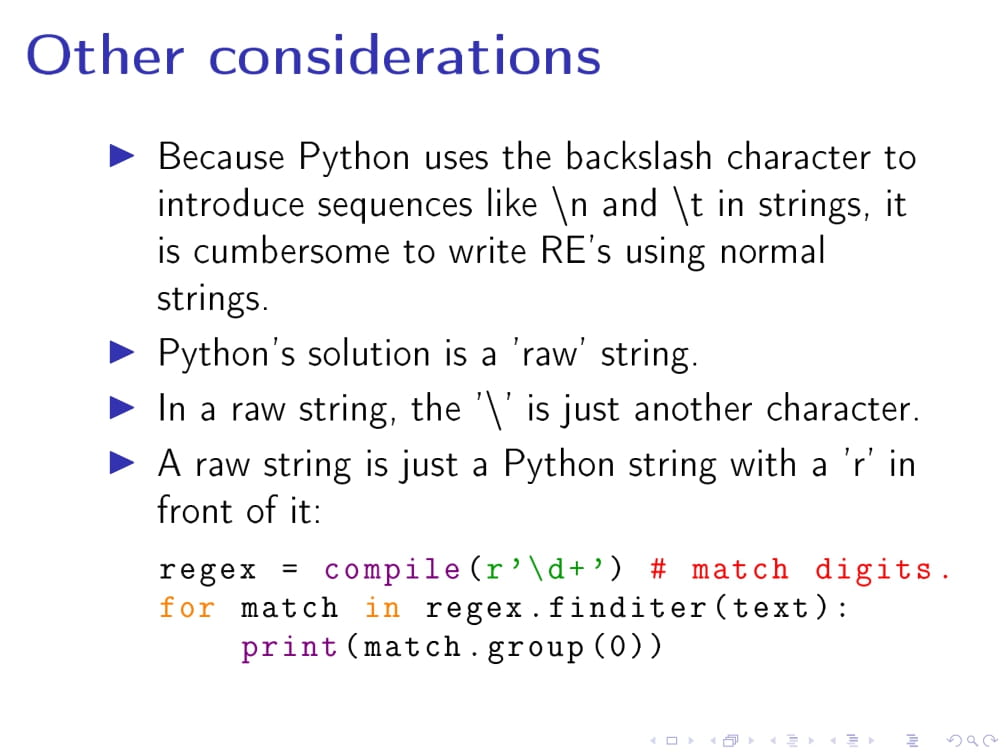 Other considerations
▶ Because Python uses the backslash character to
introduce sequences like \n and \t in strings, it
is cumbersome to write RE's using normal
strings.
▶ Python's solution is a 'raw' string.
▶ In a raw string, the '\' is just another character.
▶ A raw string is just a Python string with a 'r' in
front of it:
regex = compile(r'\d+') # match digits.
for match in regex.finditer(text):
    print(match.group(0))